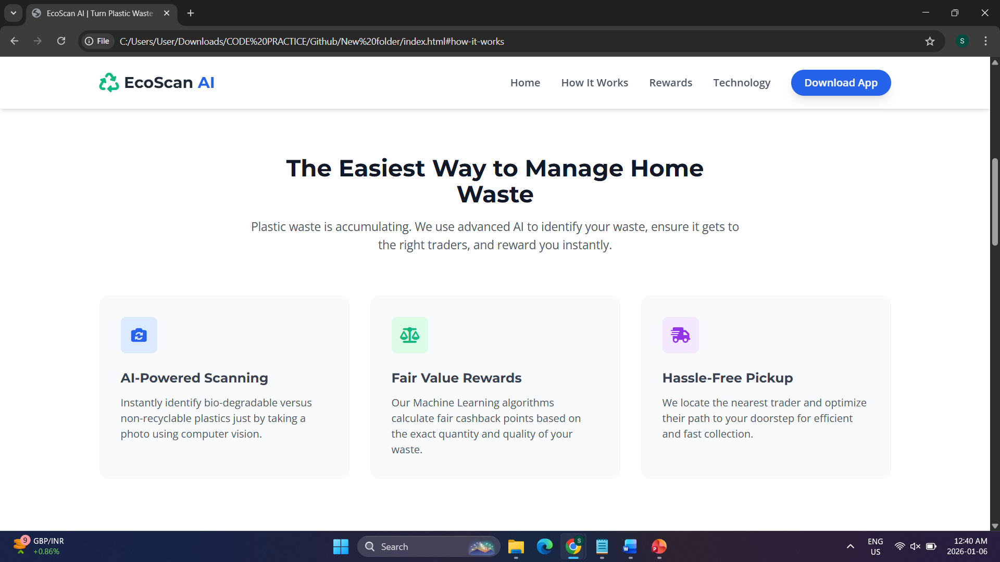 EcoScan AI | Turn Plastic Waste
File
C:/Users/User/Downloads/CODE%20PRACTICE/Github/New%20folder/index.html#how-it-works
S
EcoScan AI
Home
How It Works
Rewards
Technology
Download App
The Easiest Way to Manage Home
Waste
Plastic waste is accumulating. We use advanced AI to identify your waste, ensure it gets to
the right traders, and reward you instantly.
AI-Powered Scanning
Instantly identify bio-degradable versus
non-recyclable plastics just by taking a
photo using computer vision.
Fair Value Rewards
Our Machine Learning algorithms
calculate fair cashback points based on
the exact quantity and quality of your
waste.
Hassle-Free Pickup
We locate the nearest trader and optimize
their path to your doorstep for efficient
and fast collection.
9
GBP/INR
+0.86%
Search
S
W
P
ENG
US
12:40 AM
2026-01-06